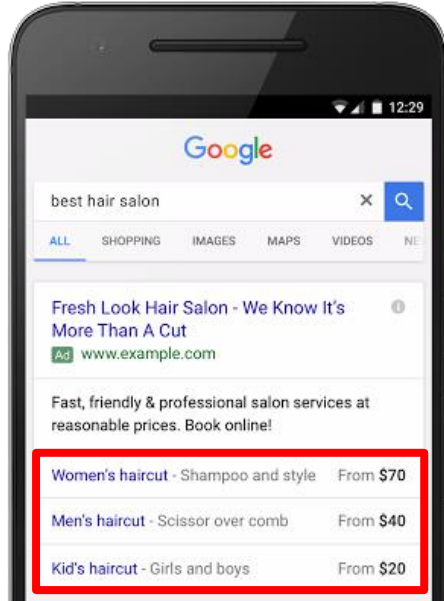 12:29
Google
best hair salon
ALL SHOPPING IMAGES MAPS VIDEOS NE
Fresh Look Hair Salon - We Know It's
More Than A Cut
Ad www.example.com
Fast, friendly & professional salon services at
reasonable prices. Book online!
Women's haircut - Shampoo and style From $70
Men's haircut - Scissor over comb From $40
Kid's haircut - Girls and boys From $20